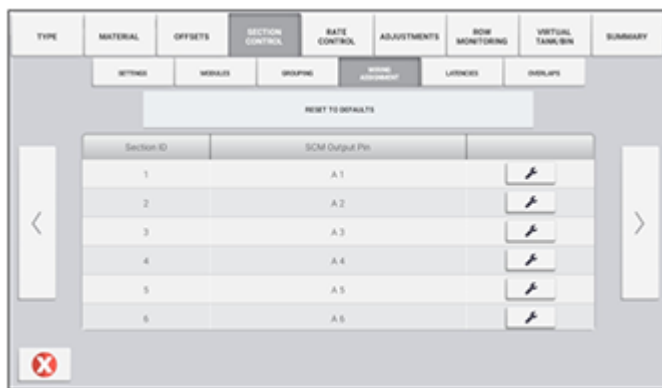 TYPE
MATERIAL
OFFSETS
SECTION
CONTROL
RATE
CONTROL
ADJUSTMENTS
ROW
MONITORING
VIRTUAL
TANK/BIN
SUMMARY
SETTINGS
MODULES
GROUPING
WIRING
ASSIGNMENT
LATENCIES
OVERLAPS
RESET TO DEFAULTS
Section ID SCM Output Pin
1 A 1
2 A 2
3 A 3
4 A 4
5 A 5
6 A 6